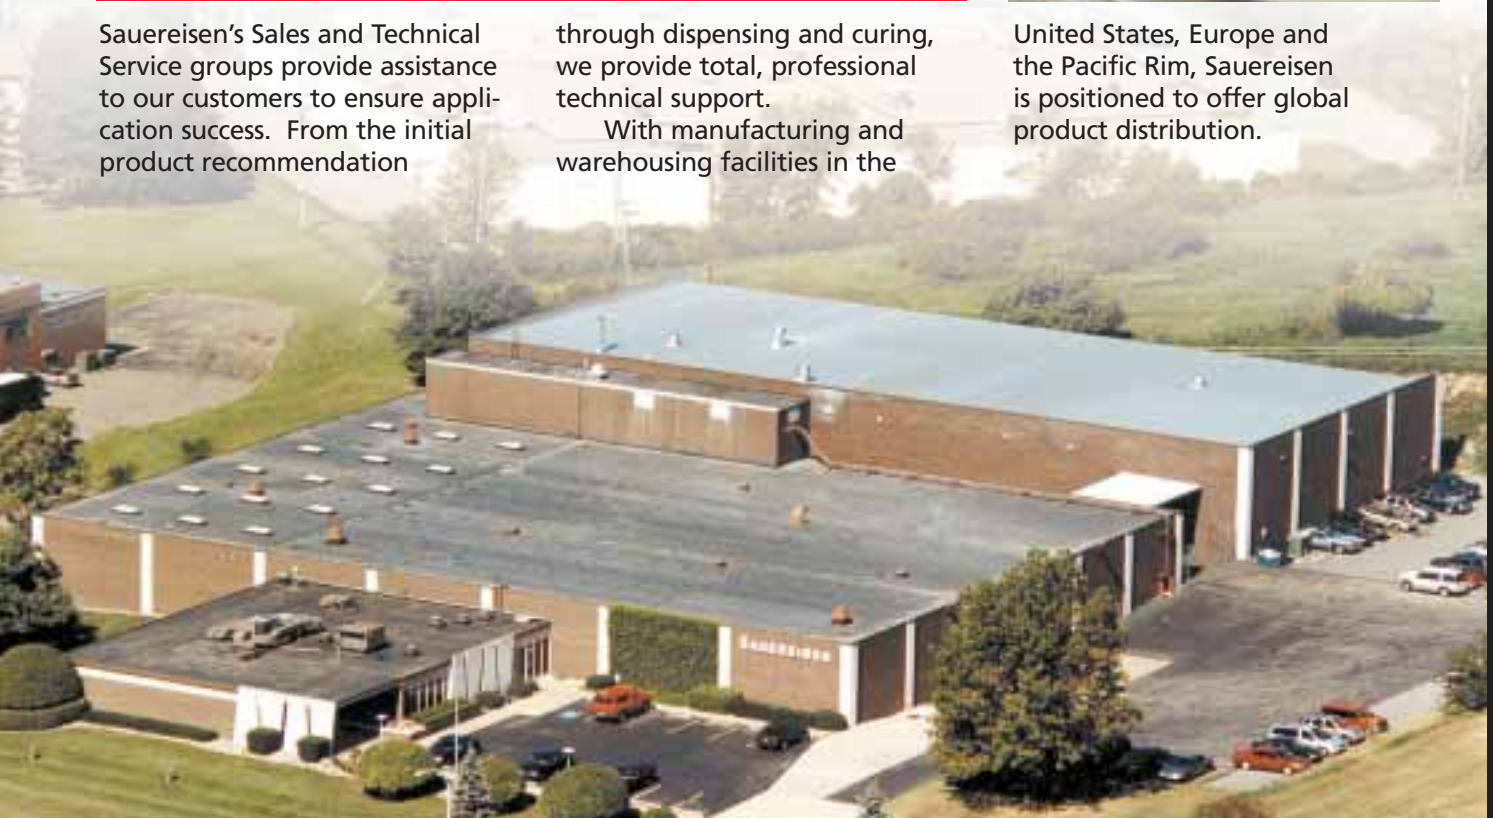 Sauereisen's Sales and Technical
Service groups provide assistance
to our customers to ensure appli-
cation success.  From the initial
product recommendation
through dispensing and curing,
we provide total, professional
technical support.
With manufacturing and
warehousing facilities in the
United States, Europe and
the Pacific Rim, Sauereisen
is positioned to offer global
product distribution.
SAUEREISEN